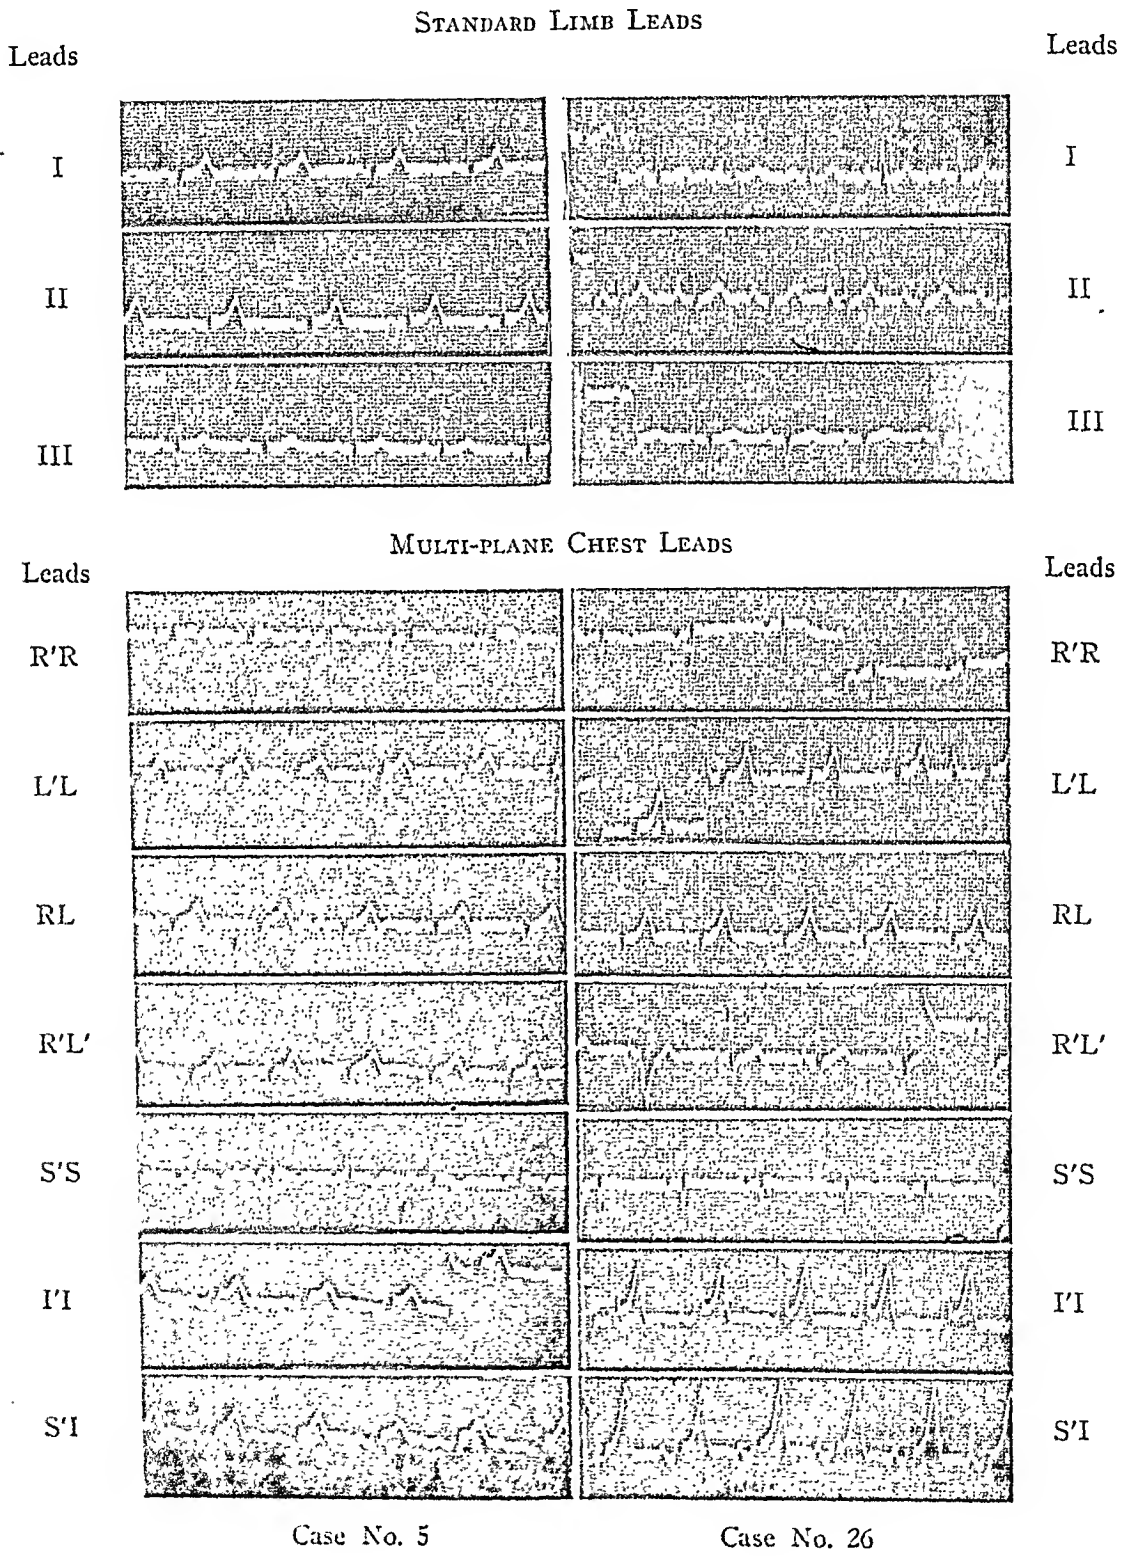 STANDARD LIMB LEADS
Leads Leads
I I
II II
III III
MULTI-PLANE CHEST LEADS
Leads Leads
R'R R'R
L'L L'L
RL RL
R'L' R'L'
S'S S'S
I'I I'I
S'I S'I
Case No. 5 Case No. 26